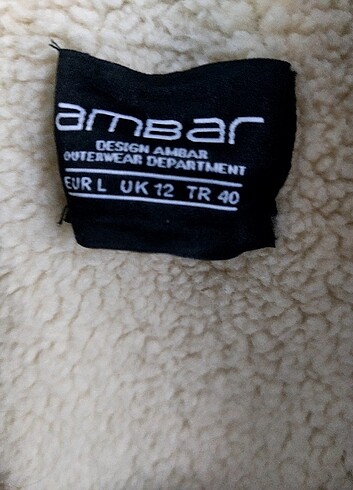 amBar
DESIGN AMBAR
OUTERWEAR DEPARTMENT
EUR L UK 12 TR 40